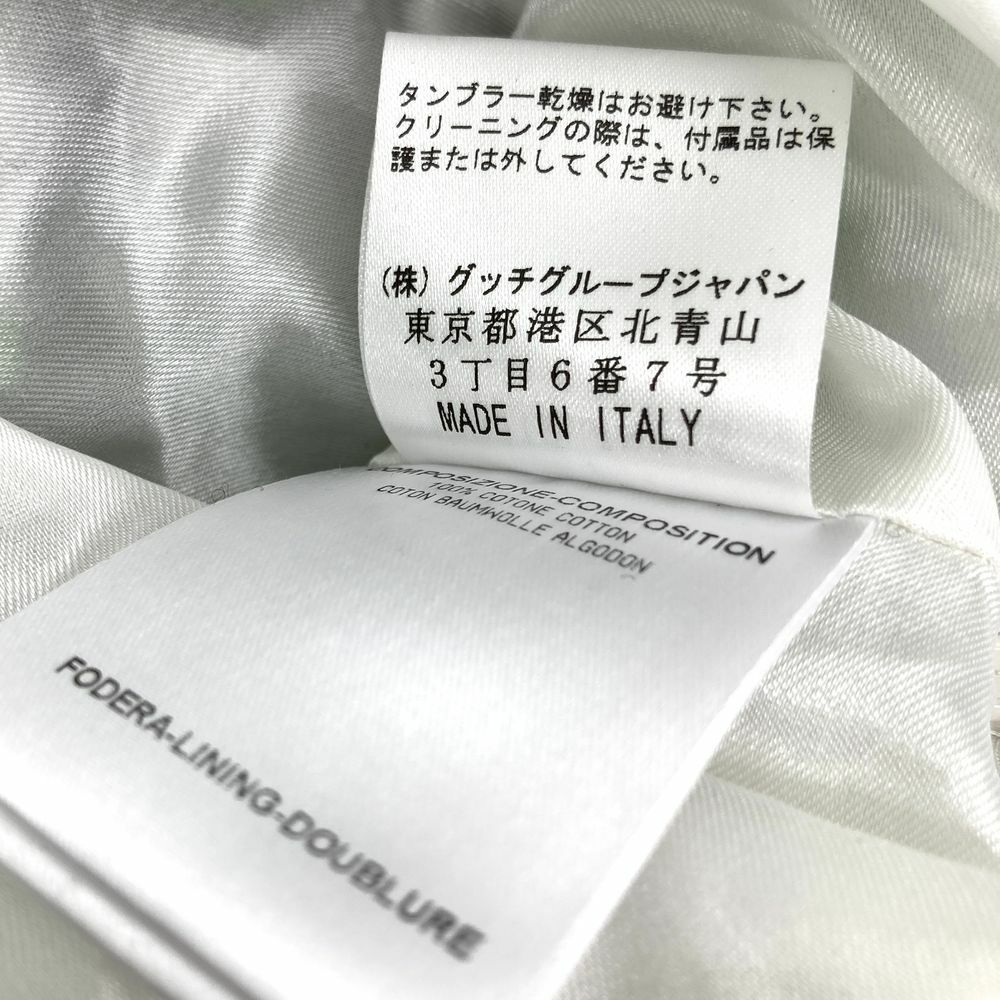 タンブラー乾燥はお避け下さい。
クリーニングの際は、付属品は保
護または外してください。
(株)グッチグループジャパン
東京都港区北青山
3丁目6番7号
MADE IN ITALY
COMPOSIZIONE-COMPOSITION
100% COTONE COTTON
COTON BAUMWOLLE ALGODON
FODERA-LINING-DOUBLURE